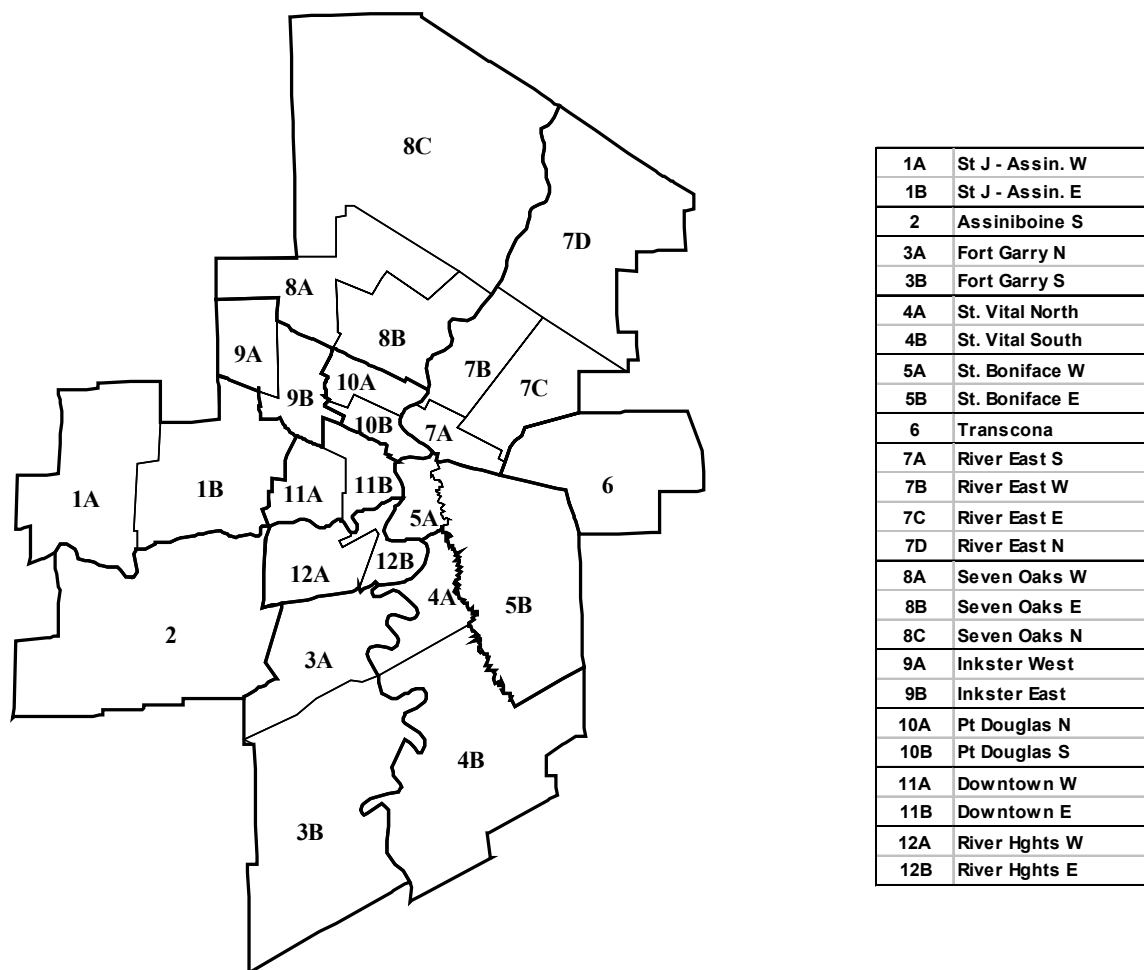 8C
7D
8A
8B
9A
7B
10A
7C
9B
10B
7A
1A
1B
11A
11B
6
5A
12A
12B
4A
5B
2
3A
4B
3B
1A St J - Assin. W
1B St J - Assin. E
2 Assiniboine S
3A Fort Garry N
3B Fort Garry S
4A St. Vital North
4B St. Vital South
5A St. Boniface W
5B St. Boniface E
6 Transcona
7A River East S
7B River East W
7C River East E
7D River East N
8A Seven Oaks W
8B Seven Oaks E
8C Seven Oaks N
9A Inkster West
9B Inkster East
10A Pt Douglas N
10B Pt Douglas S
11A Downtown W
11B Downtown E
12A River Hghts W
12B River Hghts E